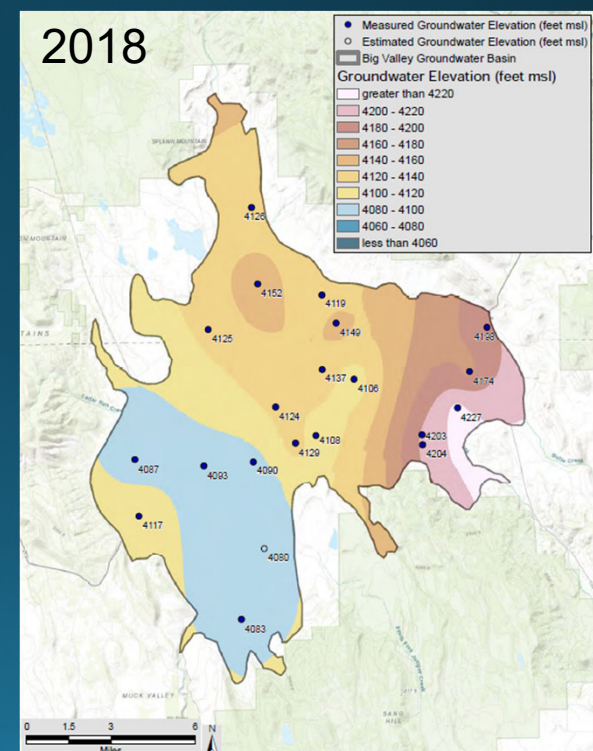 2018
Measured Groundwater Elevation (feet msl)
Estimated Groundwater Elevation (feet msl)
Big Valley Groundwater Basin
Groundwater Elevation (feet msl)
greater than 4220
4200 - 4220
4180 - 4200
4160 - 4180
4140 - 4160
4120 - 4140
4100 - 4120
4080 - 4100
4060 - 4080
less than 4060
4126
4152
4119
4149
4125
4198
4137
4106
4174
4124
4227
4108
4129
4203
4204
4087
4093
4090
4117
4080
4083
MUCK VALLEY
0 1.5 3 6
Miles
N